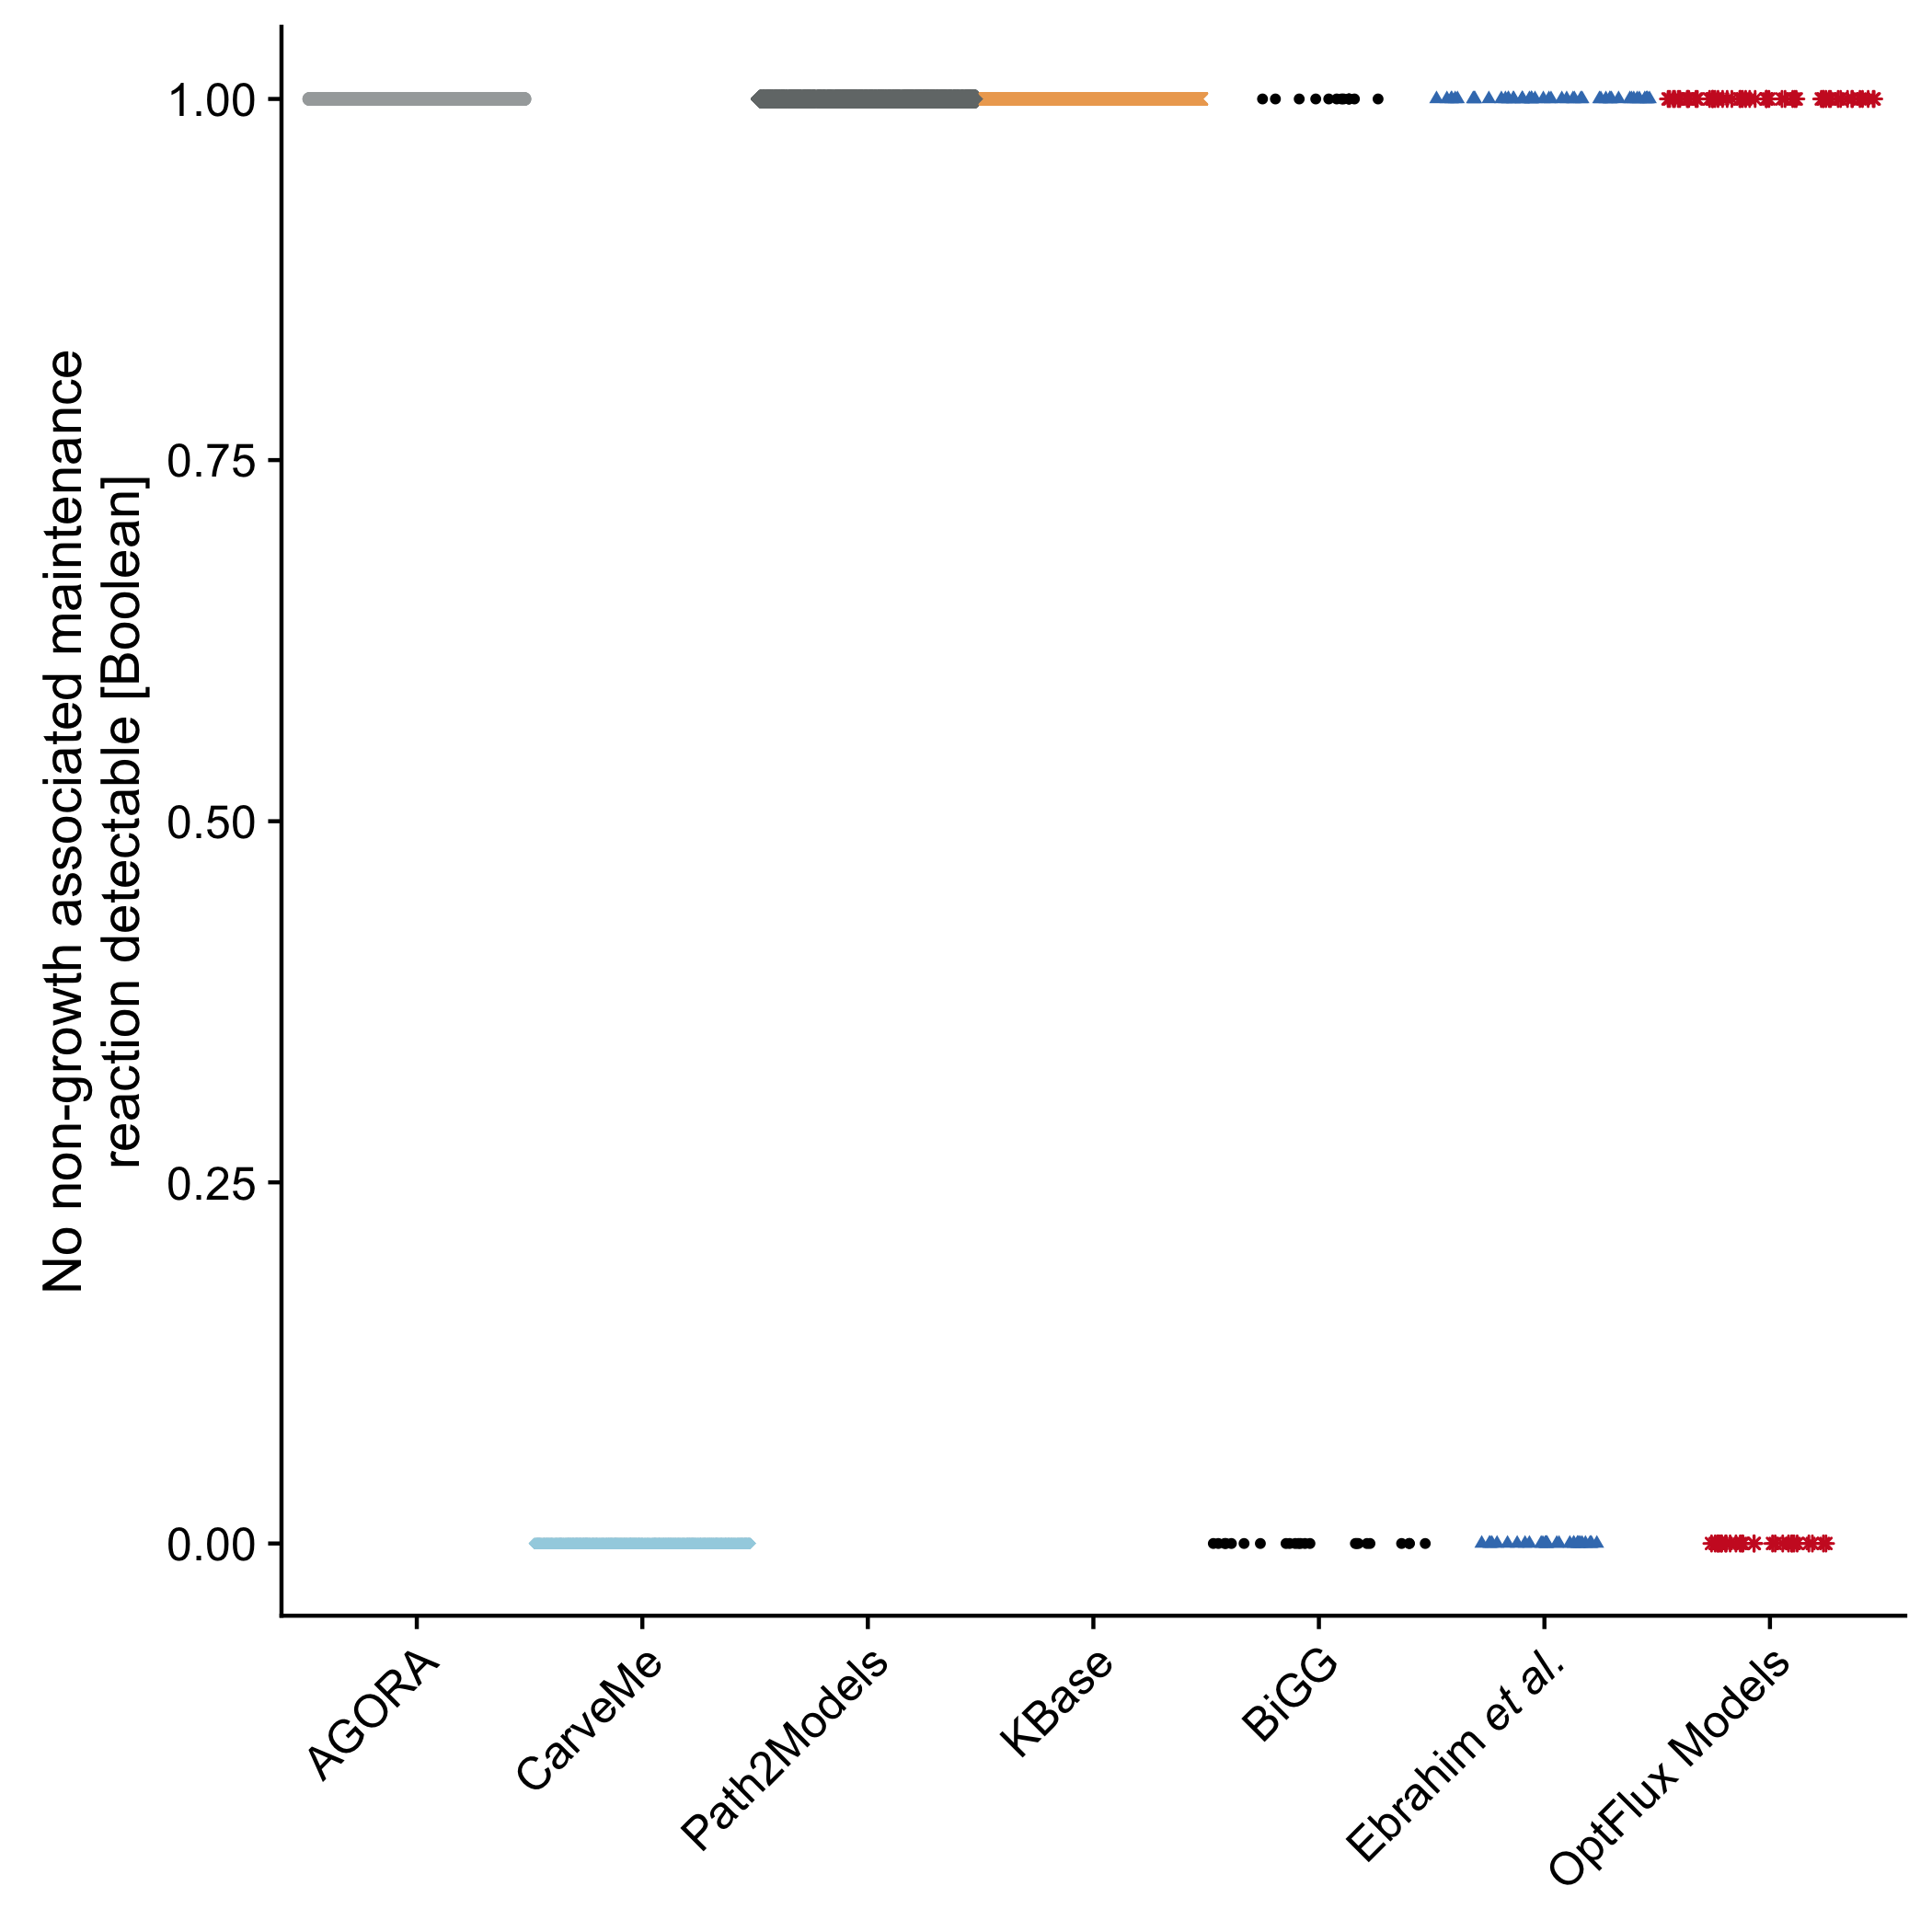 No non-growth associated maintenance
reaction detectable [Boolean]
1.00
0.75
0.50
0.25
0.00
AGORA
CarveMe
Path2Models
KBase
BiGG
Ebrahim et al.
OptFlux Models